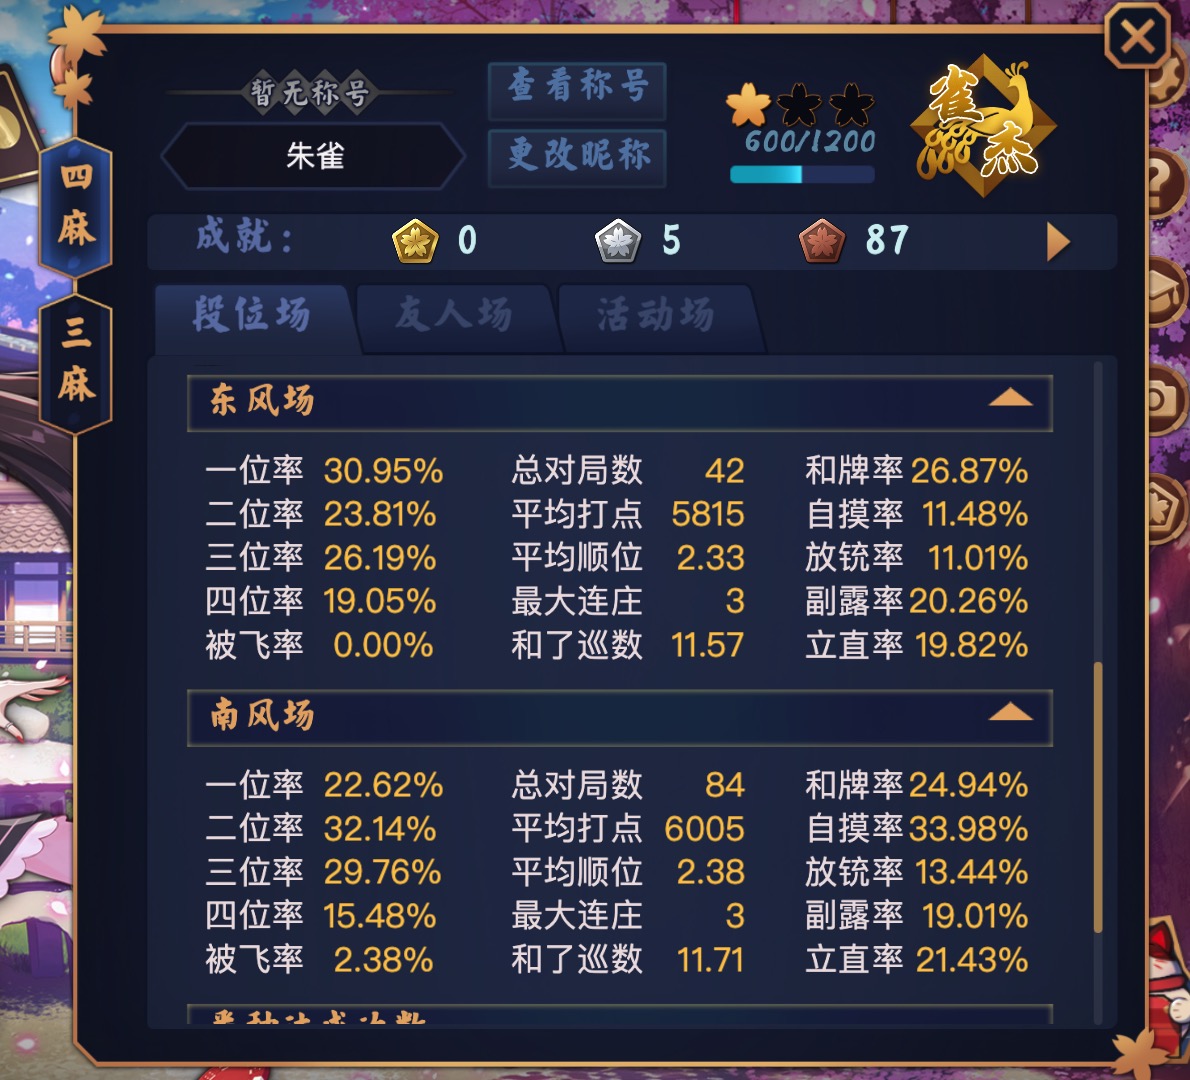 暂无称号
查看称号
朱雀
更改昵称
600/1200
雀杰
四麻
三麻
成就： 0 5 87
段位场 友人场 活动场
东风场
一位率 30.95% 总对局数 42 和牌率 26.87%
二位率 23.81% 平均打点 5815 自摸率 11.48%
三位率 26.19% 平均顺位 2.33 放铳率 11.01%
四位率 19.05% 最大连庄 3 副露率 20.26%
被飞率 0.00% 和了巡数 11.57 立直率 19.82%
南风场
一位率 22.62% 总对局数 84 和牌率 24.94%
二位率 32.14% 平均打点 6005 自摸率 33.98%
三位率 29.76% 平均顺位 2.38 放铳率 13.44%
四位率 15.48% 最大连庄 3 副露率 19.01%
被飞率 2.38% 和了巡数 11.71 立直率 21.43%